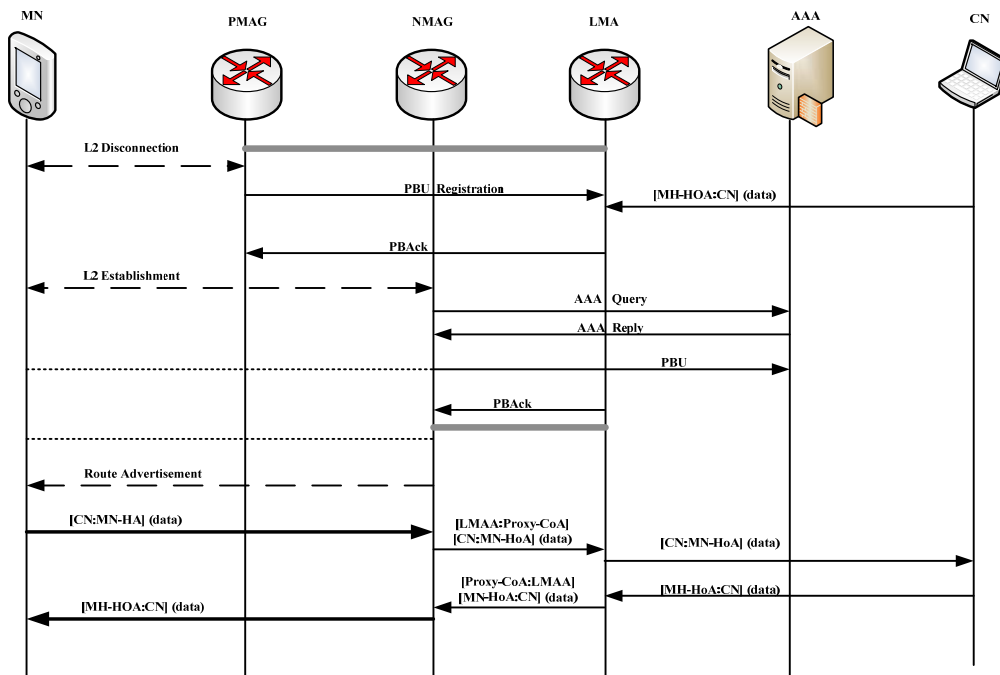 MN
PMAG
NMAG
LMA
AAA
CN
L2 Disconnection
PBU Registration
[MH-HOA:CN] (data)
PBAck
L2 Establishment
AAA Query
AAA Reply
PBU
PBAck
Route Advertisement
[CN:MN-HA] (data)
[LMAA:Proxy-CoA]
[CN:MN-HoA] (data)
[CN:MN-HoA] (data)
[Proxy-CoA:LMAA]
[MN-HoA:CN] (data)
[MH-HoA:CN] (data)
[MH-HOA:CN] (data)